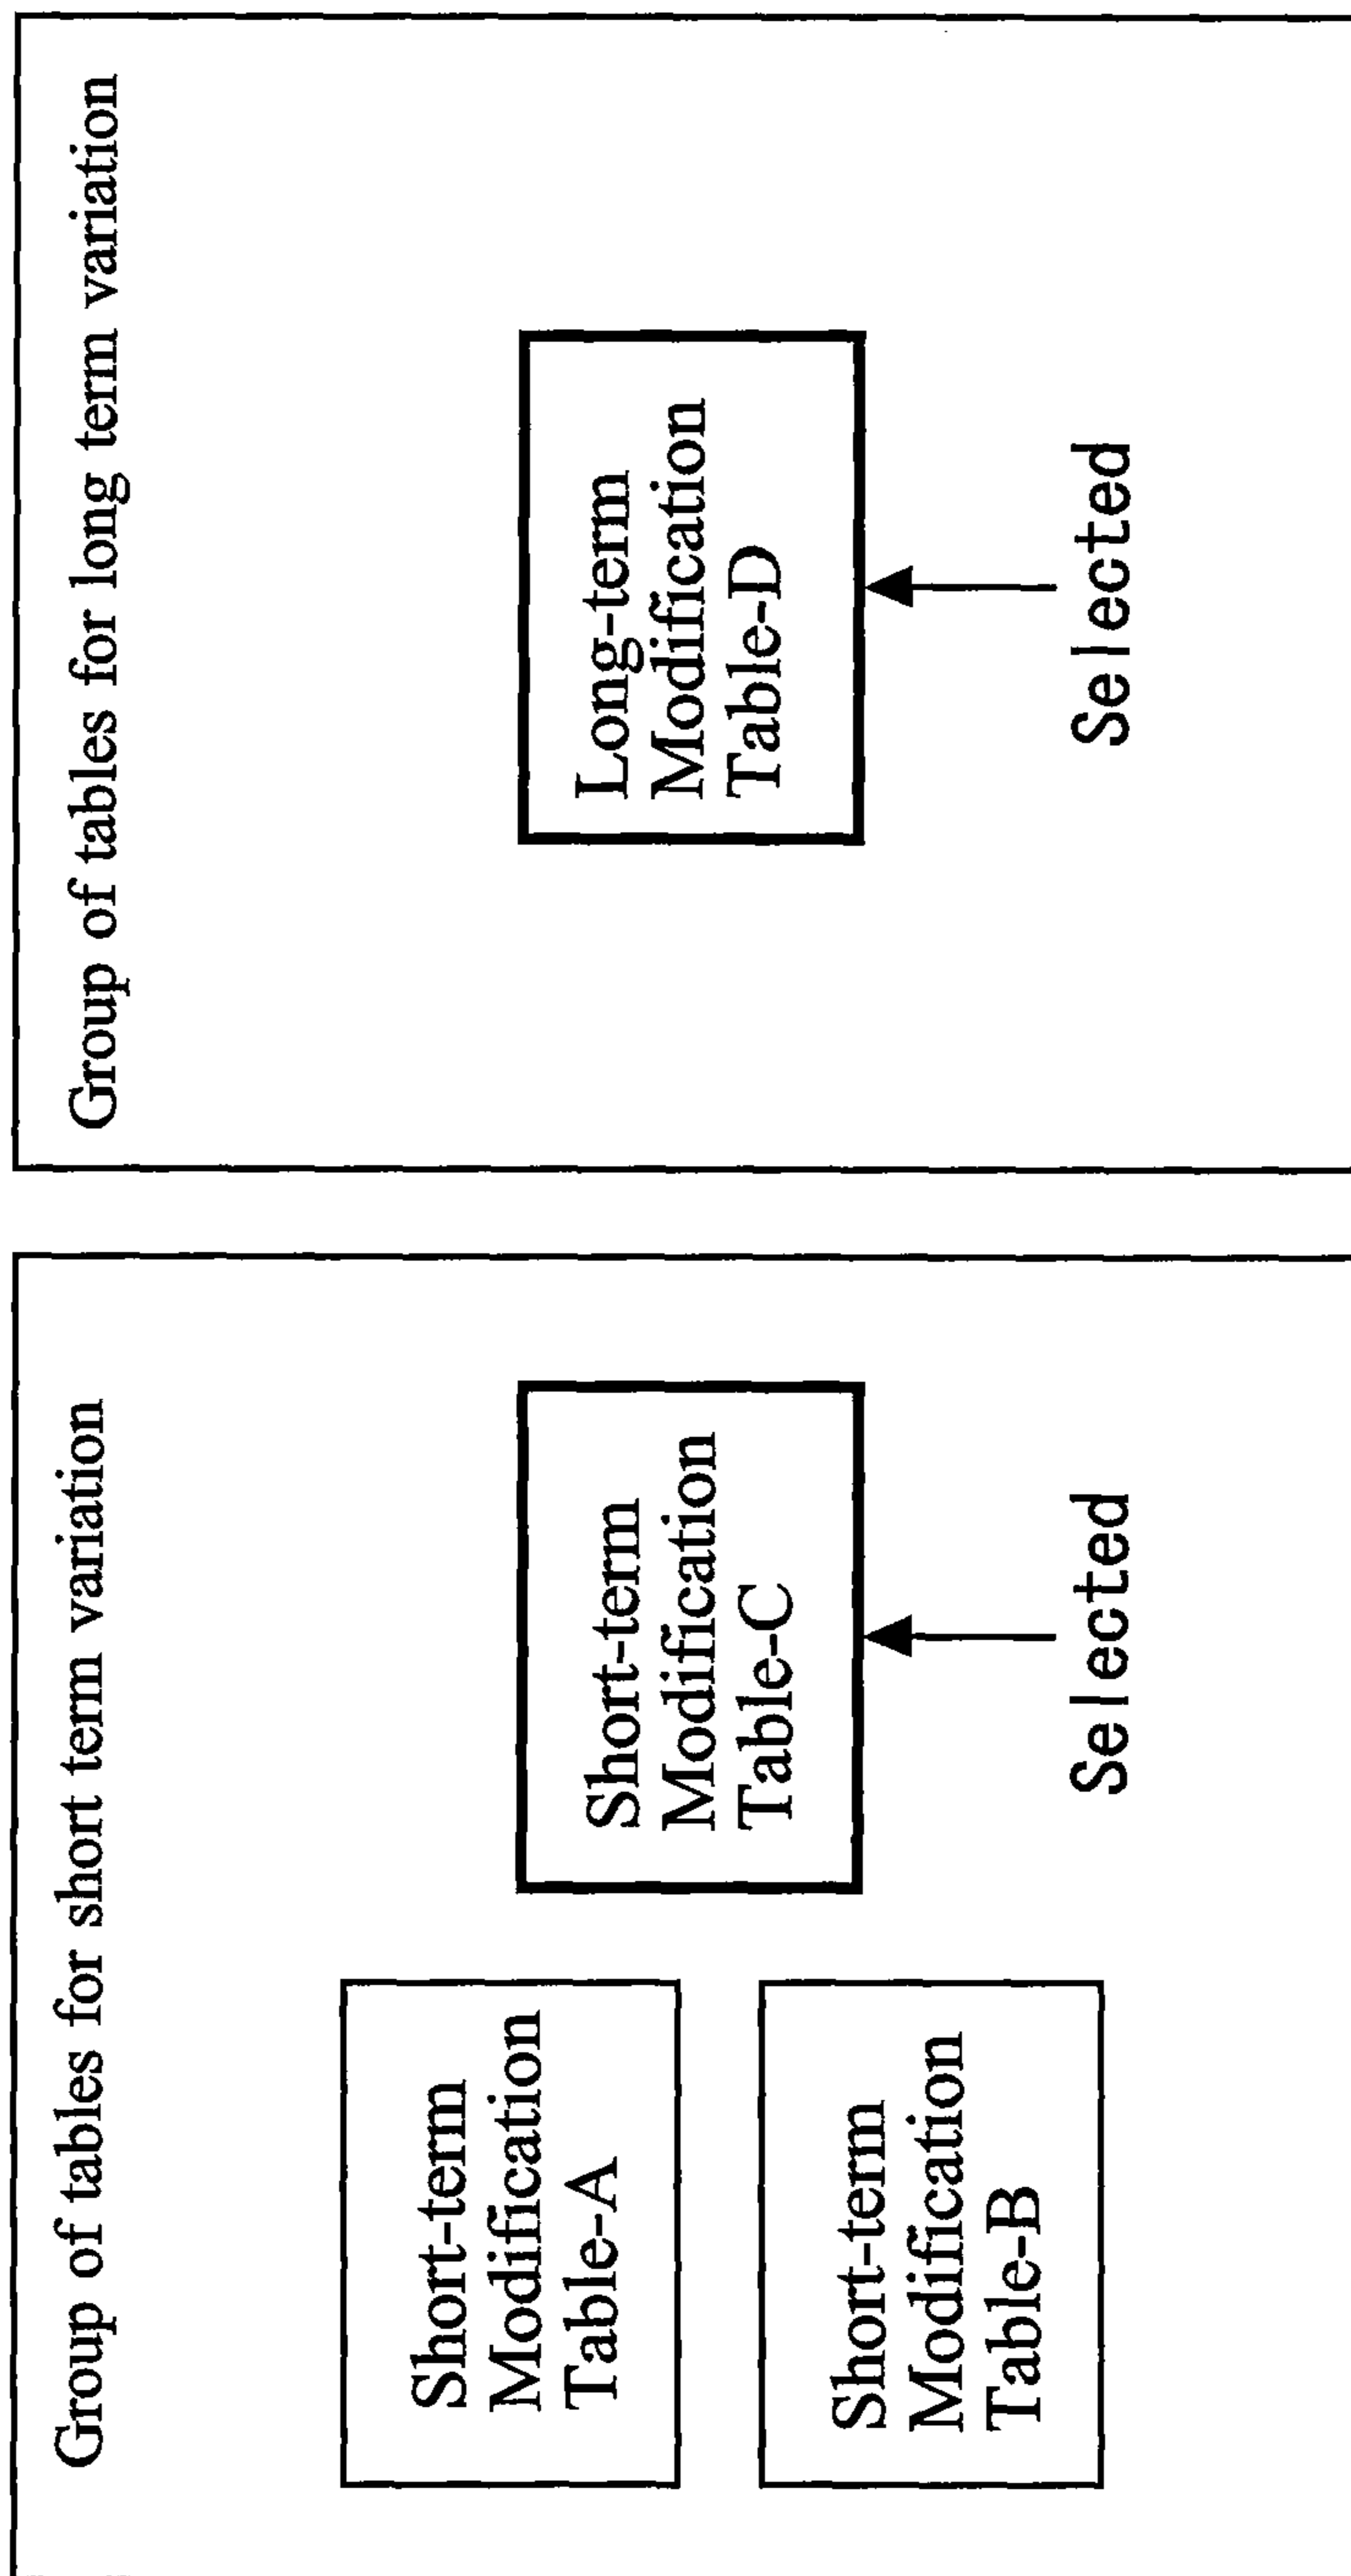 Group of tables for short term variation
Short-term
Modification
Table-A
Short-term
Modification
Table-B
Short-term
Modification
Table-C
Selected
Group of tables for long term variation
Long-term
Modification
Table-D
Selected